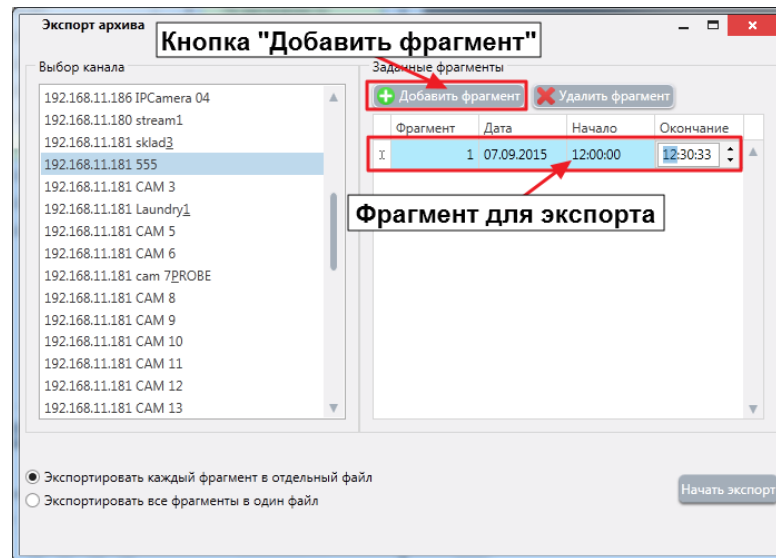 Экспорт архива
Кнопка "Добавить фрагмент"
Выбор канала
192.168.11.186 IPCamera 04
192.168.11.180 stream1
192.168.11.181 sklad3
192.168.11.181 555
192.168.11.181 CAM 3
192.168.11.181 Laundry1
192.168.11.181 CAM 5
192.168.11.181 CAM 6
192.168.11.181 cam 7PROBE
192.168.11.181 CAM 8
192.168.11.181 CAM 9
192.168.11.181 CAM 10
192.168.11.181 CAM 11
192.168.11.181 CAM 12
192.168.11.181 CAM 13
Заданные фрагменты
Добавить фрагмент Удалить фрагмент
Фрагмент Дата Начало Окончание
1 07.09.2015 12:00:00 12:30:33
Фрагмент для экспорта
Экспортировать каждый фрагмент в отдельный файл
Экспортировать все фрагменты в один файл
Начать экспорт